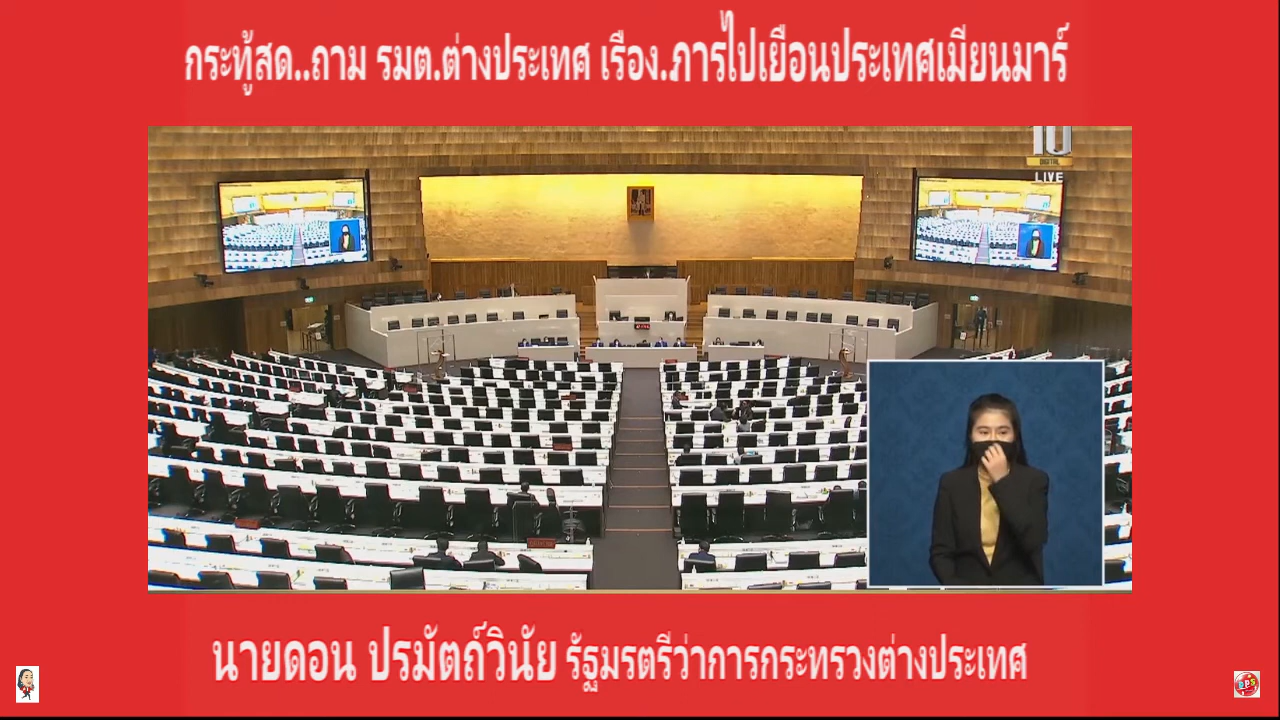 กระทู้สด..ถาม รมต.ต่างประเทศ เรือง.ภารไปเยือนประเทศเมียนมาร์
10
DIGITAL
LIVE
นายดอน ปรมัตถ์วินัย รัฐมรตรีว่าการกระทรวงต่างประเทศ
PPS